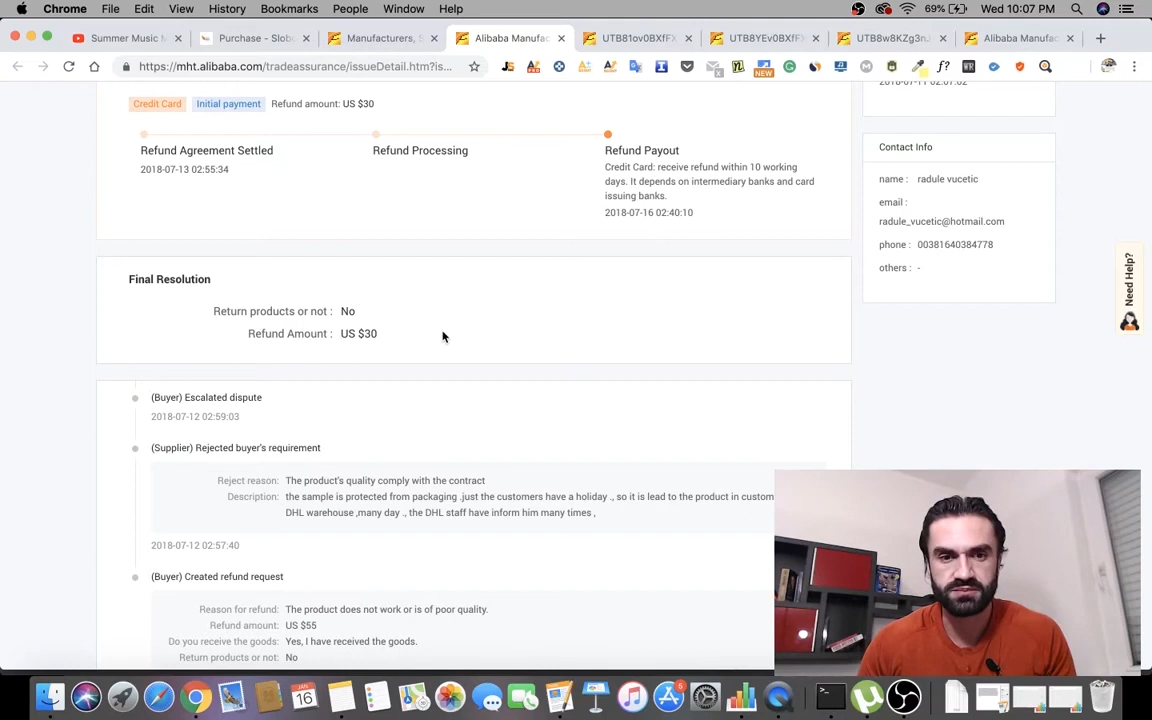 Chrome File Edit View History Bookmarks People Window Help 69% Wed 10:07 PM
Summer Music M Purchase - Slob Manufacturers, S Alibaba Manufac UTB81ov0BXfFX UTB8YEv0BXfFX UTB8w8KZg3nJ Alibaba Manufac
https://mht.alibaba.com/tradeassurance/issueDetail.htm?is...
NEW
Credit Card Initial payment Refund amount: US $30
Refund Agreement Settled
2018-07-13 02:55:34
Refund Processing
Refund Payout
Credit Card: receive refund within 10 working
days. It depends on intermediary banks and card
issuing banks.
2018-07-16 02:40:10
Contact Info
name : radule vucetic
email :
radule_vucetic@hotmail.com
phone : 00381640384778
others : -
Need Help?
Final Resolution
Return products or not : No
Refund Amount : US $30
(Buyer) Escalated dispute
2018-07-12 02:59:03
(Supplier) Rejected buyer's requirement
Reject reason: The product's quality comply with the contract
Description: the sample is protected from packaging .just the customers have a holiday ., so it is lead to the product in custom
DHL warehouse ,many day ., the DHL staff have inform him many times ,
2018-07-12 02:57:40
(Buyer) Created refund request
Reason for refund: The product does not work or is of poor quality.
Refund amount: US $55
Do you receive the goods: Yes, I have received the goods.
Return products or not: No
JAN
16
6